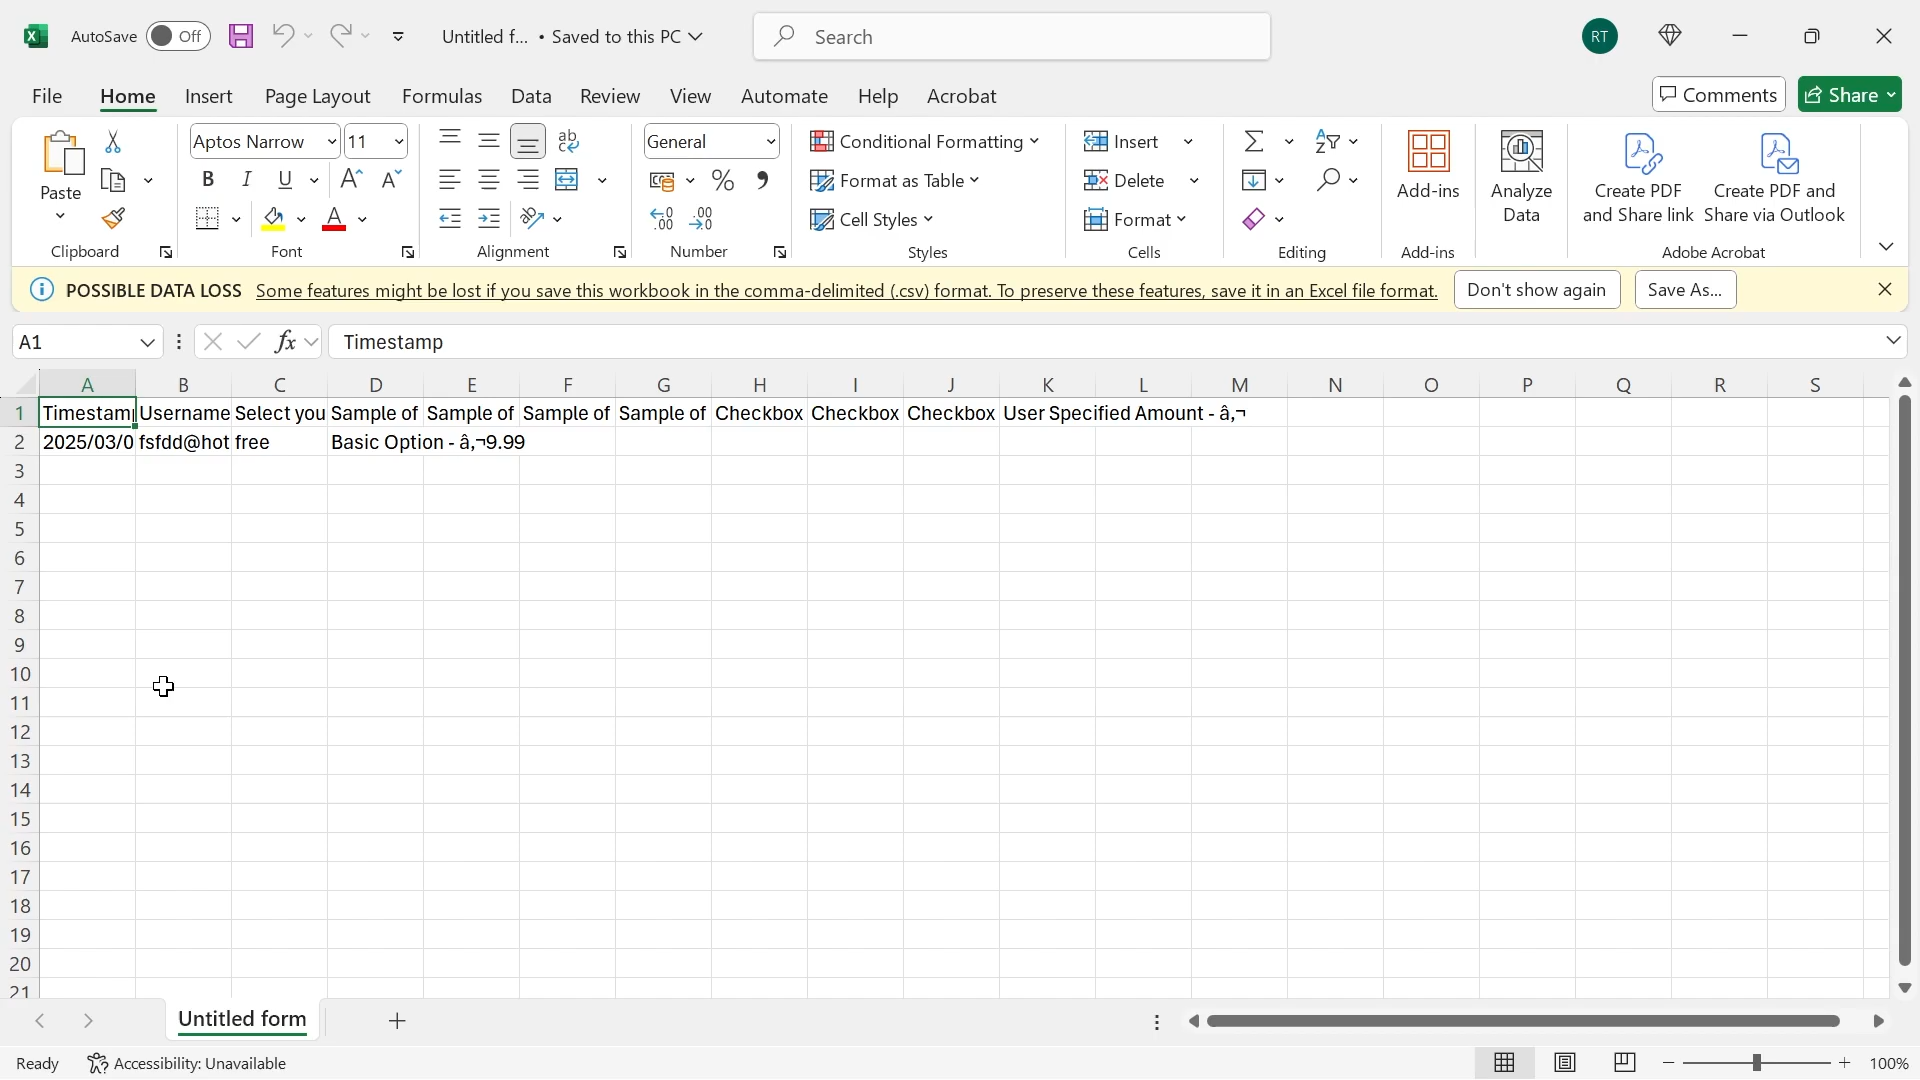 AutoSave Off Untitled f... • Saved to this PC Search RT
File Home Insert Page Layout Formulas Data Review View Automate Help Acrobat Comments Share
Paste
Clipboard
Aptos Narrow 11
B I U A A
A
Font
ab
c
Alignment
General
% 9
.0 .00
.00 .0
Number
Conditional Formatting
Format as Table
Cell Styles
Styles
Insert
Delete
Format
Cells
Editing
Add-ins
Add-ins
Analyze
Data
Create PDF
and Share link
Create PDF and
Share via Outlook
Adobe Acrobat
POSSIBLE DATA LOSS Some features might be lost if you save this workbook in the comma-delimited (.csv) format. To preserve these features, save it in an Excel file format. Don't show again Save As...
A1 fx Timestamp
A B C D E F G H I J K L M N O P Q R S
1 Timestam Username Select you Sample of Sample of Sample of Sample of Checkbox Checkbox Checkbox User Specified Amount - â‚¬
2 2025/03/0 fsfdd@hot free Basic Option - â‚¬9.99
3
4
5
6
7
8
9
10
11
12
13
14
15
16
17
18
19
20
21
Untitled form
Ready Accessibility: Unavailable 100%